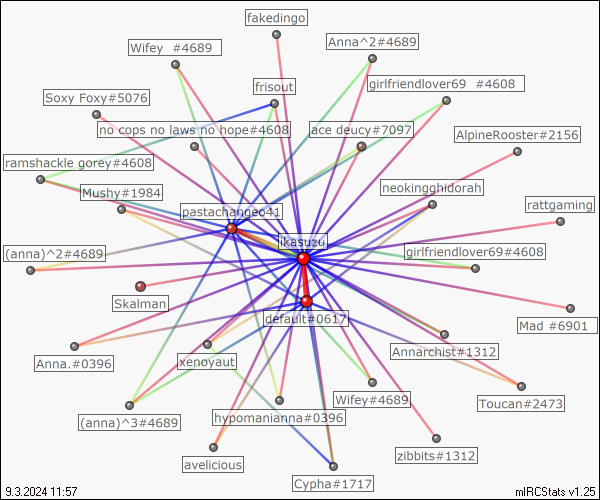 fakedingo
Wifey  #4689
Anna^2#4689
girlfriendlover69  #4608
frisout
Soxy Foxy#5076
no cops no laws no hope#4608
ace deucy#7097
AlpineRooster#2156
ramshackle gorey#4608
Mushy#1984
neokingghidorah
rattgaming
pastachangeo41
ikasuzu
(anna)^2#4689
girlfriendlover69#4608
Skalman
default#0617
Mad #6901
Annarchist#1312
Anna.#0396
xenoyaut
Wifey#4689
Toucan#2473
(anna)^3#4689
hypomanianna#0396
zibbits#1312
avelicious
Cypha#1717
9.3.2024 11:57
mIRCStats v1.25